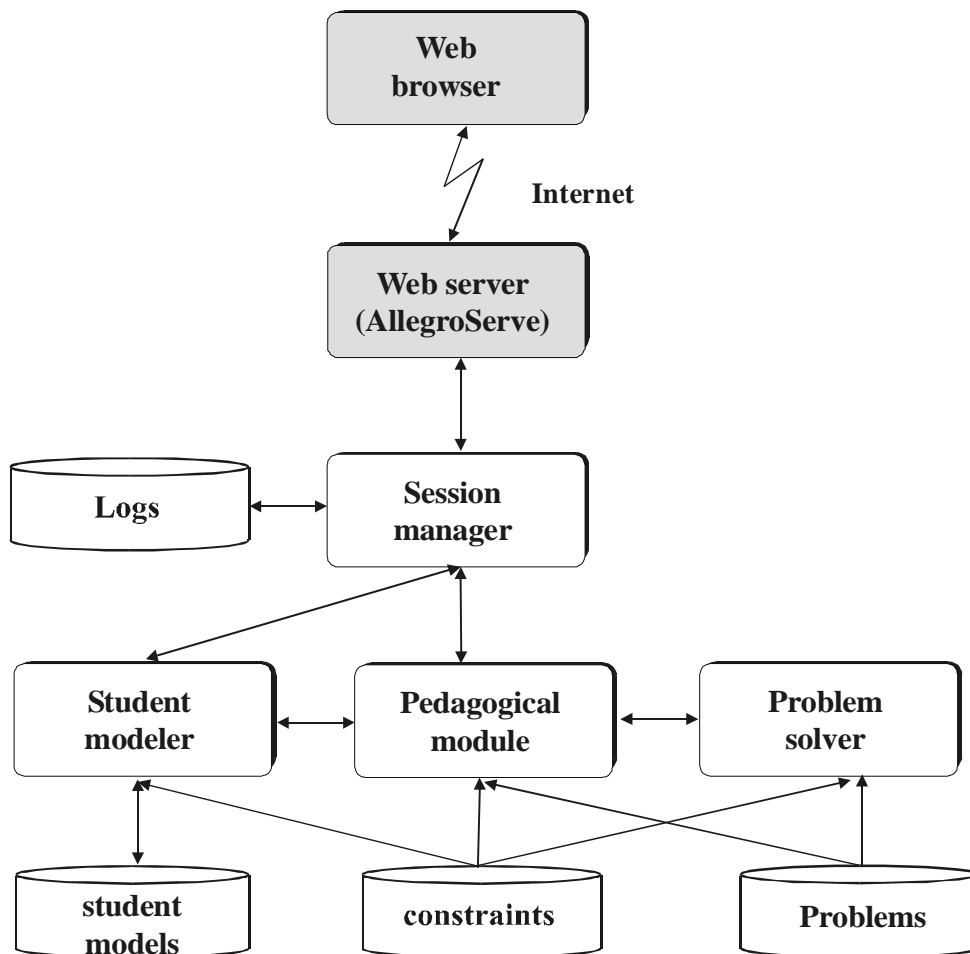 Web
browser
Internet
Web server
(AllegroServe)
Logs
Session
manager
Student
modeler
Pedagogical
module
Problem
solver
student
models
constraints
Problems